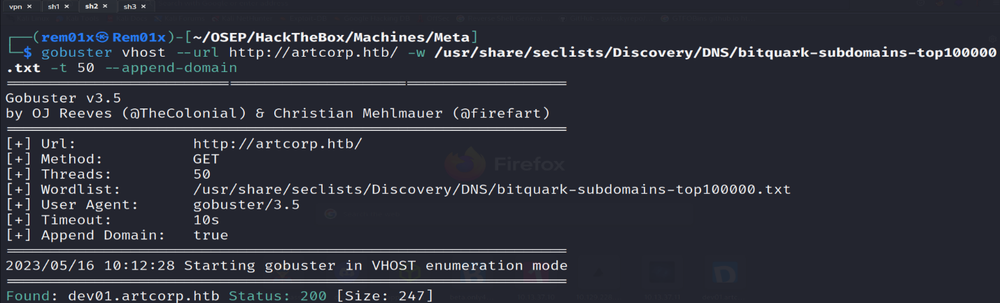 vpn × sh1 × sh2 × sh3 ×
┌──(rem01x㉿Rem01x)-[~/OSEP/HackTheBox/Machines/Meta]
└─$ gobuster vhost --url http://artcorp.htb/ -w /usr/share/seclists/Discovery/DNS/bitquark-subdomains-top100000
.txt -t 50 --append-domain
Gobuster v3.5
by OJ Reeves (@TheColonial) & Christian Mehlmauer (@firefart)
[+] Url: http://artcorp.htb/
[+] Method: GET
[+] Threads: 50
[+] Wordlist: /usr/share/seclists/Discovery/DNS/bitquark-subdomains-top100000.txt
[+] User Agent: gobuster/3.5
[+] Timeout: 10s
[+] Append Domain: true
2023/05/16 10:12:28 Starting gobuster in VHOST enumeration mode
Found: dev01.artcorp.htb Status: 200 [Size: 247]
Firefox